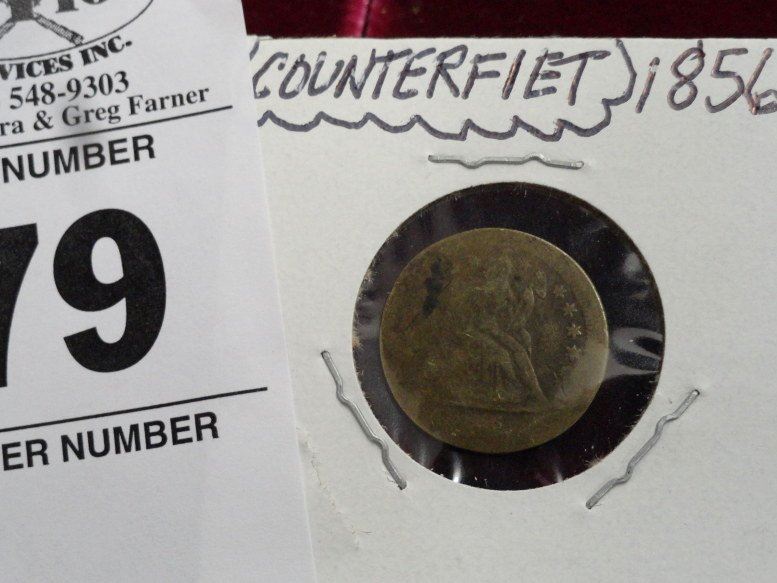 VICES INC-
548-9303
ra & Greg Farner
NUMBER
79
ER NUMBER
(COUNTERFIET) 1856